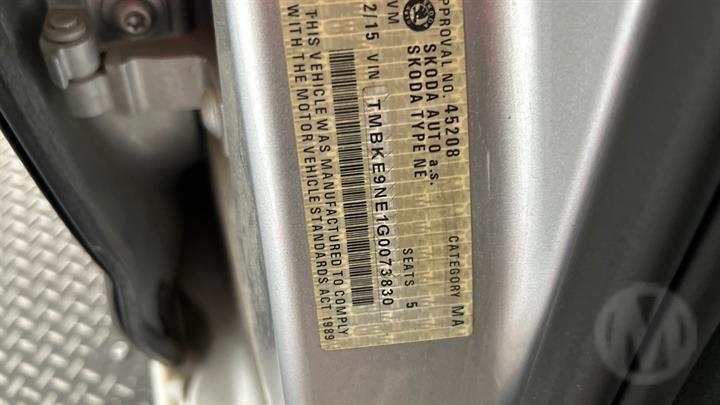 APPROVAL NO. 45208 CATEGORY MA
SKODA AUTO a.s.
SKODA TYPE NE SEATS 5
2/15 VIN TMBKE9NE1G0073830
THIS VEHICLE WAS MANUFACTURED TO COMPLY
WITH THE MOTOR VEHICLE STANDARDS ACT 1989
M